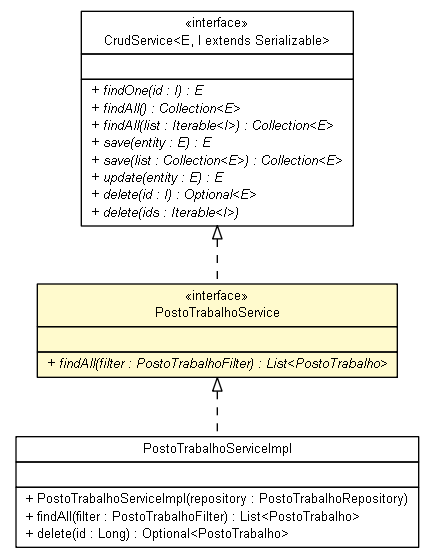 «interface»
CrudService<E, I extends Serializable>
+ findOne(id : I) : E
+ findAll() : Collection<E>
+ findAll(list : Iterable<I>) : Collection<E>
+ save(entity : E) : E
+ save(list : Collection<E>) : Collection<E>
+ update(entity : E) : E
+ delete(id : I) : Optional<E>
+ delete(ids : Iterable<I>)
«interface»
PostoTrabalhoService
+ findAll(filter : PostoTrabalhoFilter) : List<PostoTrabalho>
PostoTrabalhoServiceImpl
+ PostoTrabalhoServiceImpl(repository : PostoTrabalhoRepository)
+ findAll(filter : PostoTrabalhoFilter) : List<PostoTrabalho>
+ delete(id : Long) : Optional<PostoTrabalho>